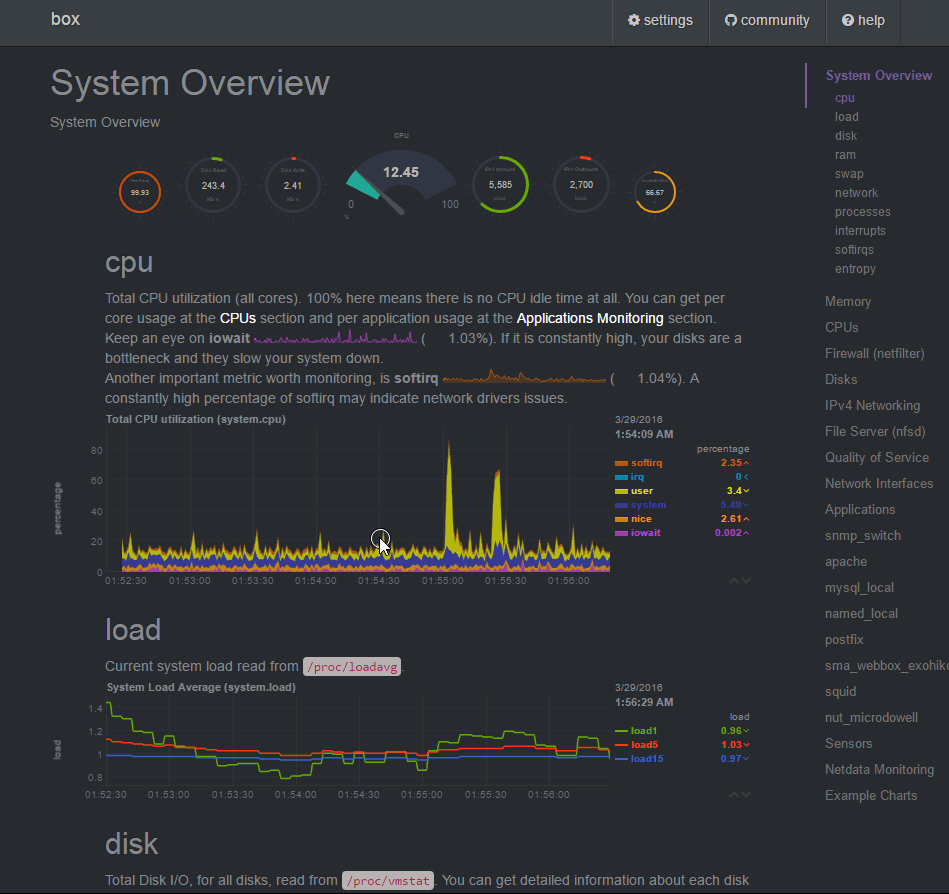 box
settings
community
help
System Overview
System Overview
CPU
99.93
Disk Read
243.4
Disk Write
2.41
12.45
0
100
%
IPv4 Inbound
5,585
kbps
IPv4 Outbound
2,700
kbps
66.67
cpu
Total CPU utilization (all cores). 100% here means there is no CPU idle time at all. You can get per
core usage at the CPUs section and per application usage at the Applications Monitoring section.
Keep an eye on iowait ( 1.03%). If it is constantly high, your disks are a
bottleneck and they slow your system down.
Another important metric worth monitoring, is softirq ( 1.04%). A
constantly high percentage of softirq may indicate network drivers issues.
Total CPU utilization (system.cpu)
3/29/2016
1:54:09 AM
percentage
softirq 2.35
irq 0
user 3.4
system 5.48
nice 2.61
iowait 0.002
percentage
80
60
40
20
0
01:52:30 01:53:00 01:53:30 01:54:00 01:54:30 01:55:00 01:55:30 01:56:00
load
Current system load read from /proc/loadavg.
System Load Average (system.load)
3/29/2016
1:56:29 AM
load
load1 0.96
load5 1.03
load15 0.97
load
1.4
1.2
1
0.8
01:52:30 01:53:00 01:53:30 01:54:00 01:54:30 01:55:00 01:55:30 01:56:00
disk
Total Disk I/O, for all disks, read from /proc/vmstat. You can get detailed information about each disk
System Overview
cpu
load
disk
ram
swap
network
processes
interrupts
softirqs
entropy
Memory
CPUs
Firewall (netfilter)
Disks
IPv4 Networking
File Server (nfsd)
Quality of Service
Network Interfaces
Applications
snmp_switch
apache
mysql_local
named_local
postfix
sma_webbox_exohik
squid
nut_microdowell
Sensors
Netdata Monitoring
Example Charts